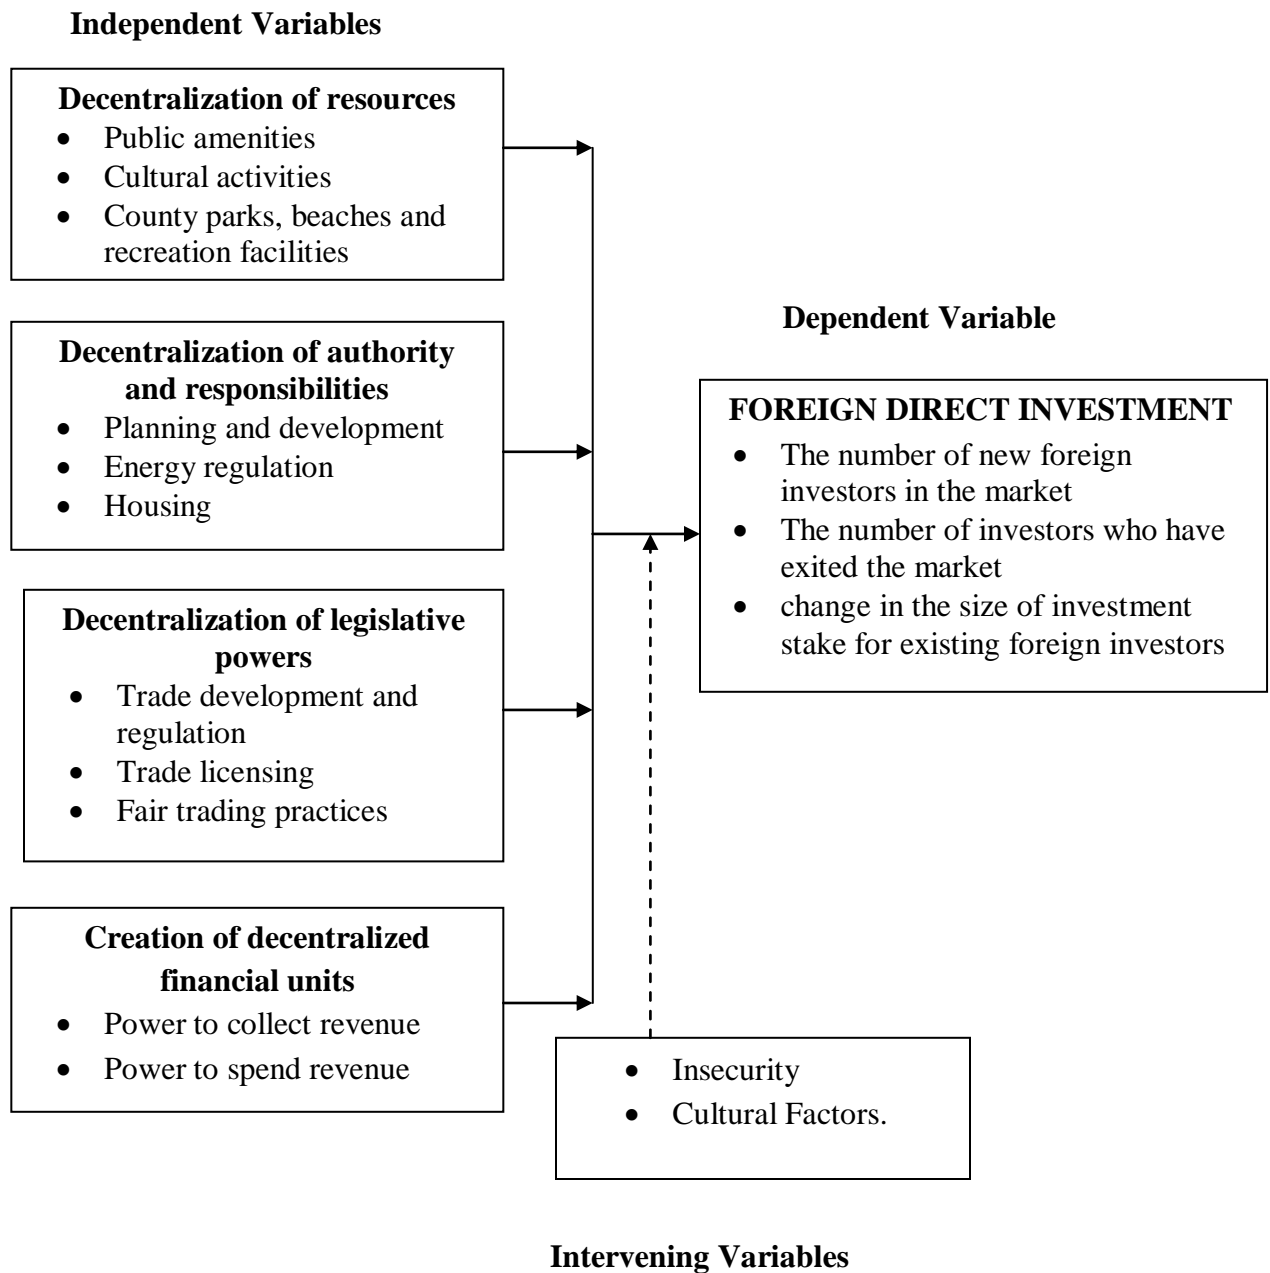 Independent Variables
Decentralization of resources
• Public amenities
• Cultural activities
• County parks, beaches and
recreation facilities
Decentralization of authority
and responsibilities
• Planning and development
• Energy regulation
• Housing
Decentralization of legislative
powers
• Trade development and
regulation
• Trade licensing
• Fair trading practices
Creation of decentralized
financial units
• Power to collect revenue
• Power to spend revenue
Dependent Variable
FOREIGN DIRECT INVESTMENT
• The number of new foreign
investors in the market
• The number of investors who have
exited the market
• change in the size of investment
stake for existing foreign investors
• Insecurity
• Cultural Factors.
Intervening Variables